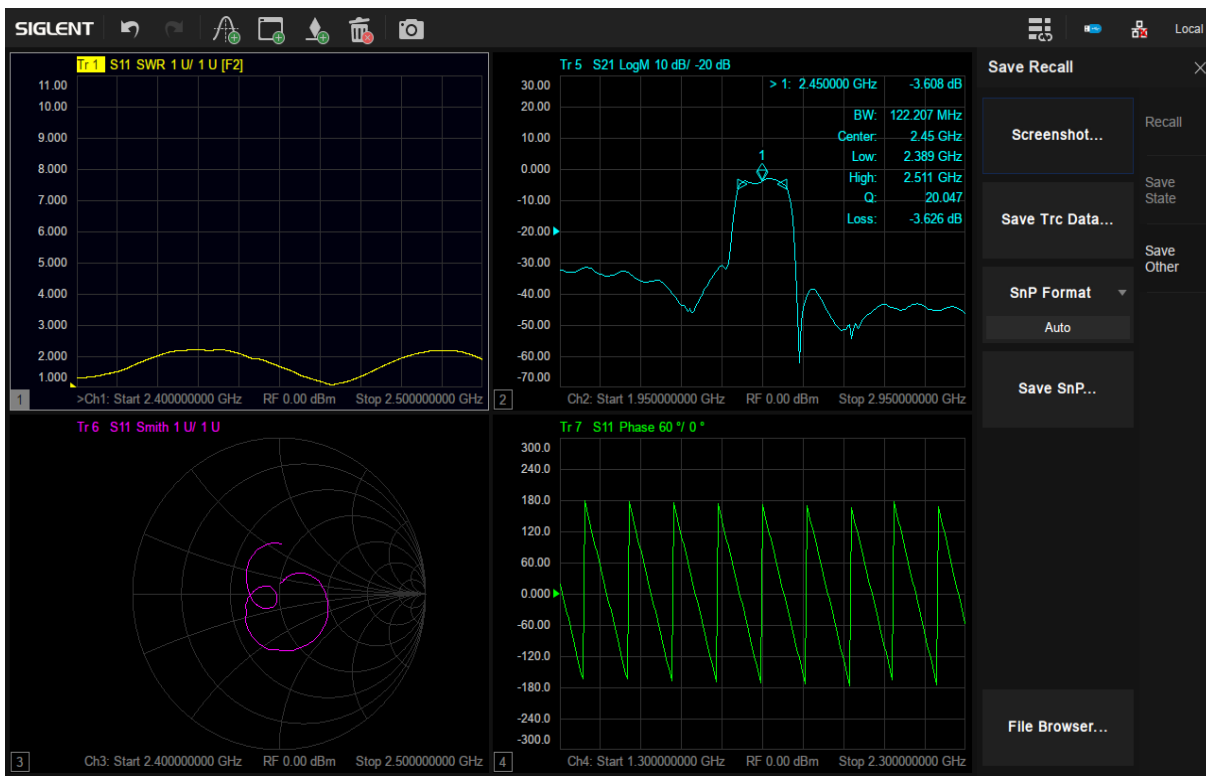 SIGLENT
Local
Tr 1 S11 SWR 1 U/ 1 U [F2]
11.00
10.00
9.000
8.000
7.000
6.000
5.000
4.000
3.000
2.000
1.000
1 >Ch1: Start 2.400000000 GHz RF 0.00 dBm Stop 2.500000000 GHz
Tr 5 S21 LogM 10 dB/ -20 dB
> 1: 2.450000 GHz -3.608 dB
BW: 122.207 MHz
Center: 2.45 GHz
Low: 2.389 GHz
High: 2.511 GHz
Q: 20.047
Loss: -3.626 dB
1
30.00
20.00
10.00
0.000
-10.00
-20.00
-30.00
-40.00
-50.00
-60.00
-70.00
2 Ch2: Start 1.950000000 GHz RF 0.00 dBm Stop 2.950000000 GHz
Tr 6 S11 Smith 1 U/ 1 U
3 Ch3: Start 2.400000000 GHz RF 0.00 dBm Stop 2.500000000 GHz
Tr 7 S11 Phase 60 °/ 0 °
300.0
240.0
180.0
120.0
60.00
0.000
-60.00
-120.0
-180.0
-240.0
-300.0
4 Ch4: Start 1.300000000 GHz RF 0.00 dBm Stop 2.300000000 GHz
Save Recall
Screenshot...
Save Trc Data...
SnP Format
Auto
Save SnP...
File Browser...
Recall
Save
State
Save
Other